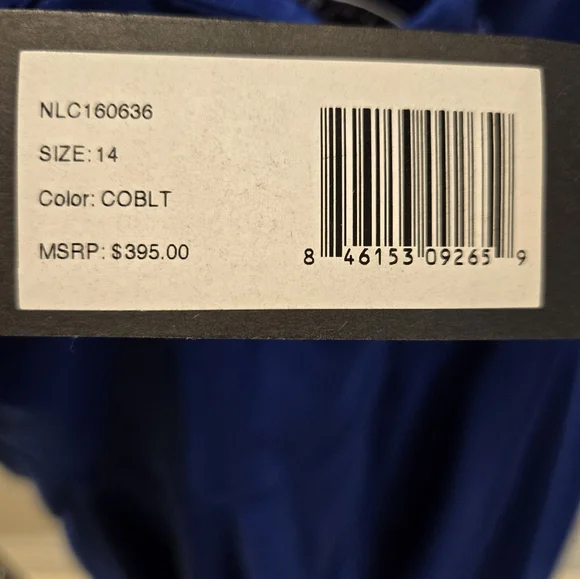 NLC160636
SIZE: 14
Color: COBLT
MSRP: $395.00
8 46153 09265 9